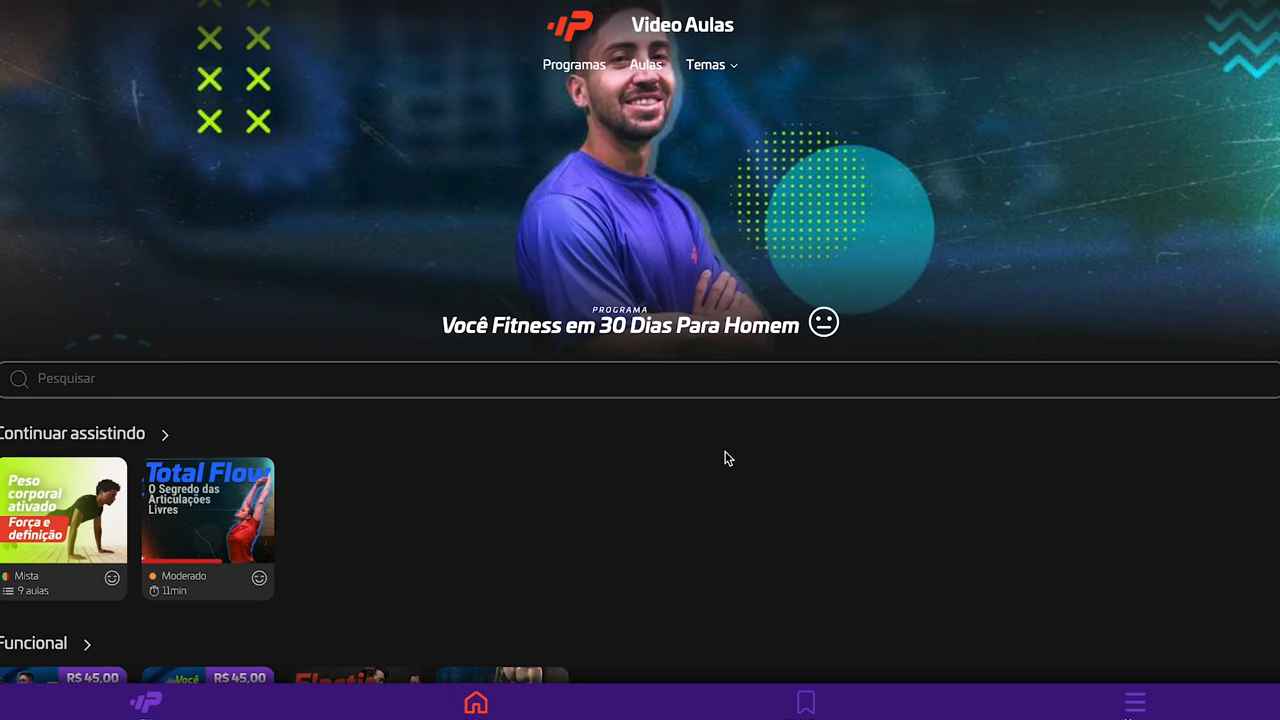 Video Aulas
Programas Aulas Temas
PROGRAMA
Você Fitness em 30 Dias Para Homem
Pesquisar
Continuar assistindo
Peso
corporal
ativado
Força e
definição
Mista
9 aulas
Total Flow
O Segredo das
Articulações
Livres
Moderado
11min
Funcional
R$ 45,00
Você
R$ 45,00